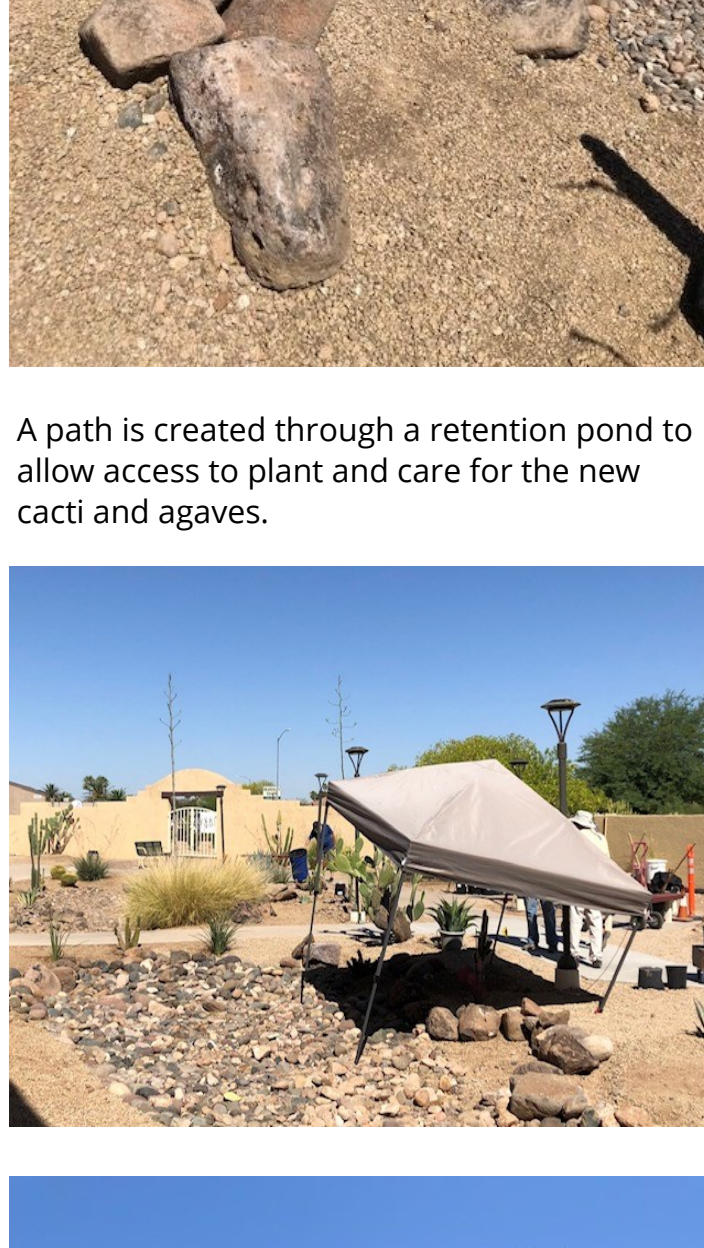 A path is created through a retention pond to
allow access to plant and care for the new
cacti and agaves.